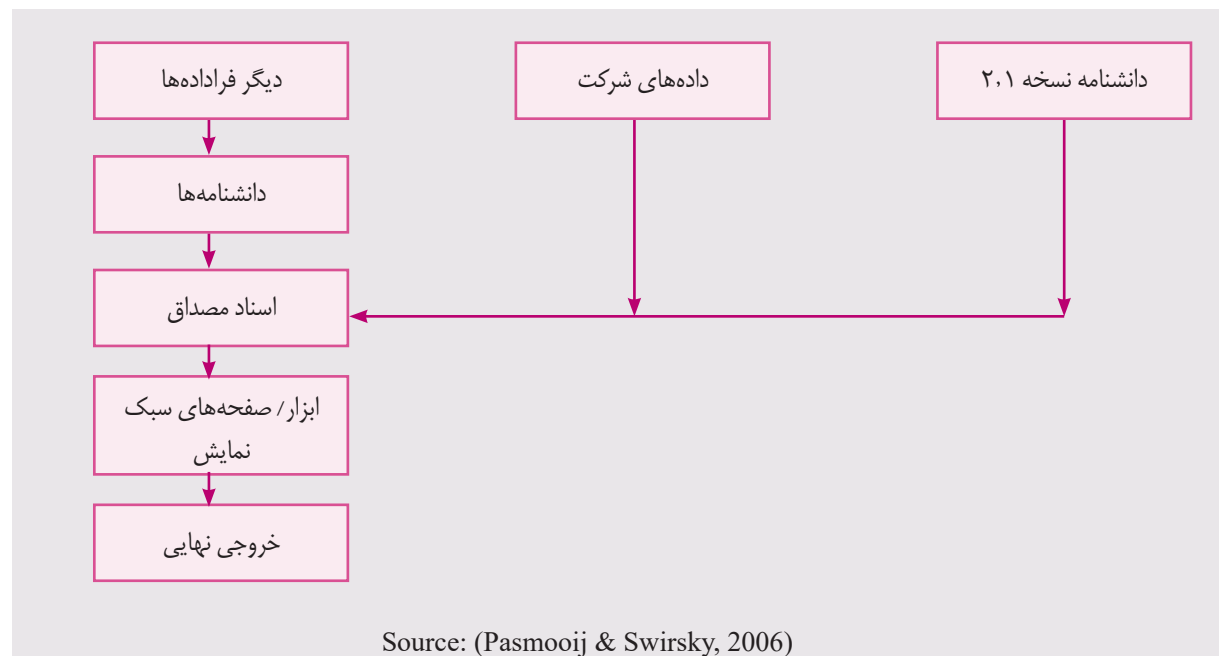 دانشنامه نسخه ۲,۱
داده‌های شرکت
دیگر فراداده‌ها
دانشنامه‌ها
اسناد مصداق
ابزار/ صفحه‌های سبک
نمایش
خروجی نهایی
Source: (Pasmooij & Swirsky, 2006)